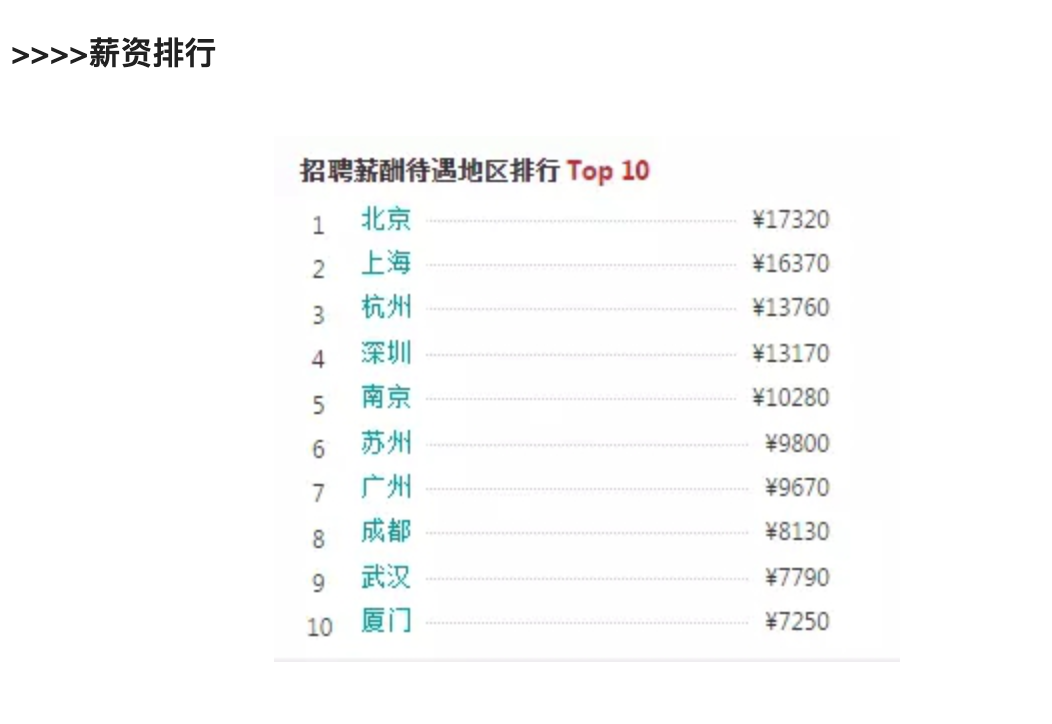 >>>>薪资排行
招聘薪酬待遇地区排行 Top 10
1 北京 ¥17320
2 上海 ¥16370
3 杭州 ¥13760
4 深圳 ¥13170
5 南京 ¥10280
6 苏州 ¥9800
7 广州 ¥9670
8 成都 ¥8130
9 武汉 ¥7790
10 厦门 ¥7250